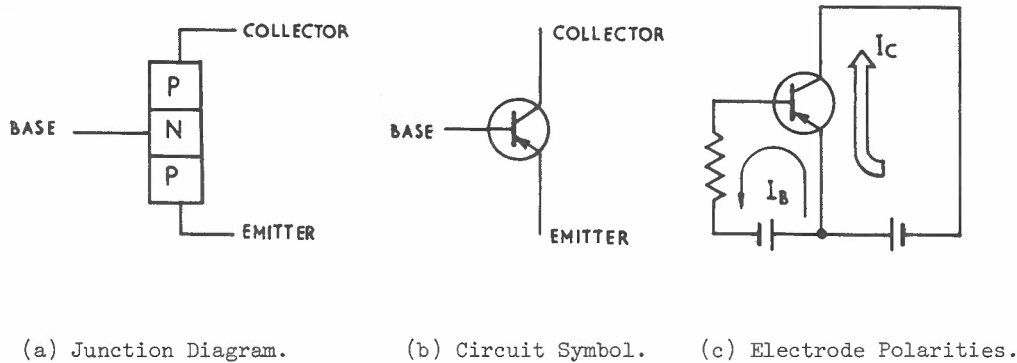 COLLECTOR
P
BASE
N
P
EMITTER
COLLECTOR
BASE
EMITTER
IC
IB
(a) Junction Diagram.
(b) Circuit Symbol.
(c) Electrode Polarities.